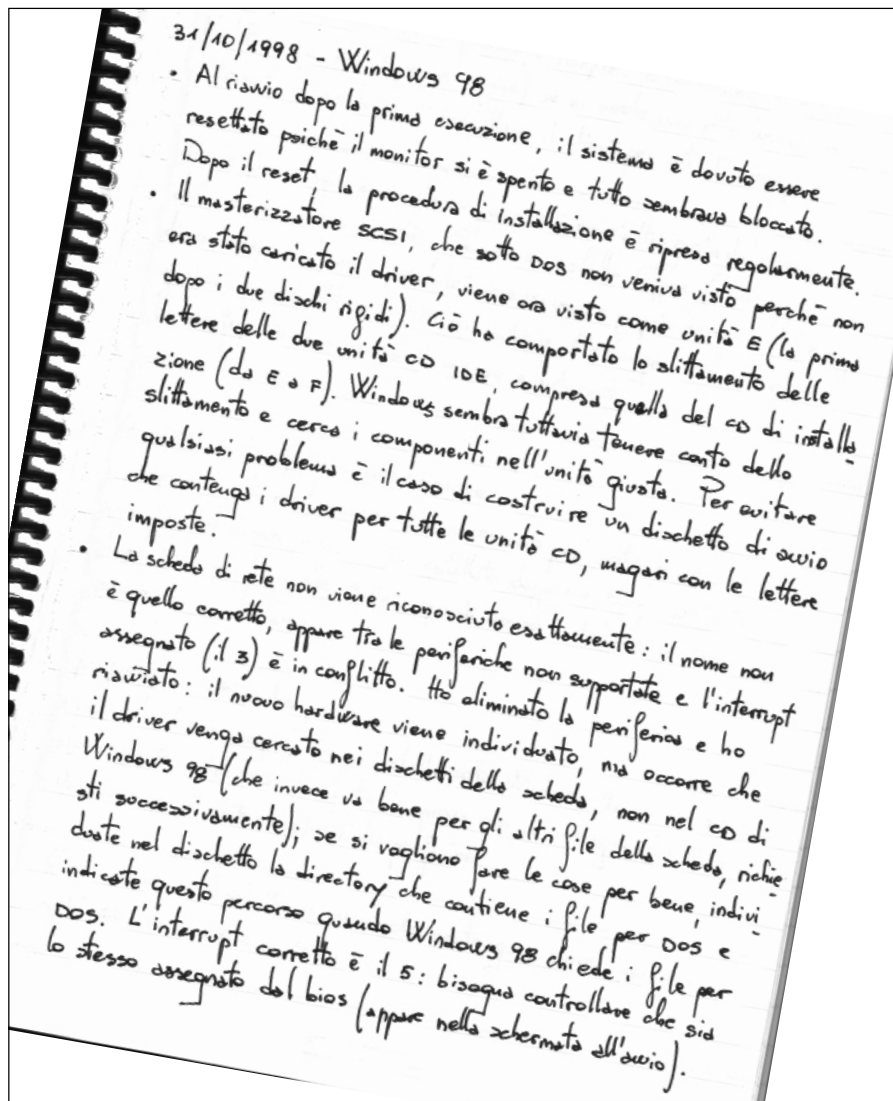 31/10/1998 - Windows 98
• Al riavvio dopo la prima esecuzione, il sistema è dovuto essere
resettato poiché il monitor si è spento e tutto sembrava bloccato.
Dopo il reset, la procedura di installazione è ripresa regolarmente.
• Il masterizzatore SCSI, che sotto DOS non veniva visto perché non
era stato caricato il driver, viene ora visto come unità E (la prima
dopo i due dischi rigidi). Ciò ha comportato lo slittamento delle
lettere delle due unità CD IDE, compresa quella del CD di installa
zione (da E a F). Windows sembra tuttavia tenere conto dello
slittamento e cerca i componenti nell'unità giusta. Per evitare
qualsiasi problema è il caso di costruire un dischetto di avvio
che contenga i driver per tutte le unità CD, magari con le lettere
imposte.
• La scheda di rete non viene riconosciuta esattamente: il nome non
è quello corretto, appare tra le periferiche non supportate e l'interrupt
assegnato (il 3) è in conflitto. Ho eliminato la periferica e ho
riavviato: il nuovo hardware viene individuato, ma occorre che
il driver venga cercato nei dischetti della scheda, non nel CD di
Windows 98 (che invece va bene per gli altri file della scheda, richie
sti successivamente); se si vogliono fare le cose per bene, indivi
duate nel dischetto la directory che contiene i file per DOS e
indicate questo percorso quando Windows 98 chiede i file per
DOS. L'interrupt corretto è il 5: bisogna controllare che sia
lo stesso assegnato dal bios (appare nella schermata all'avvio).